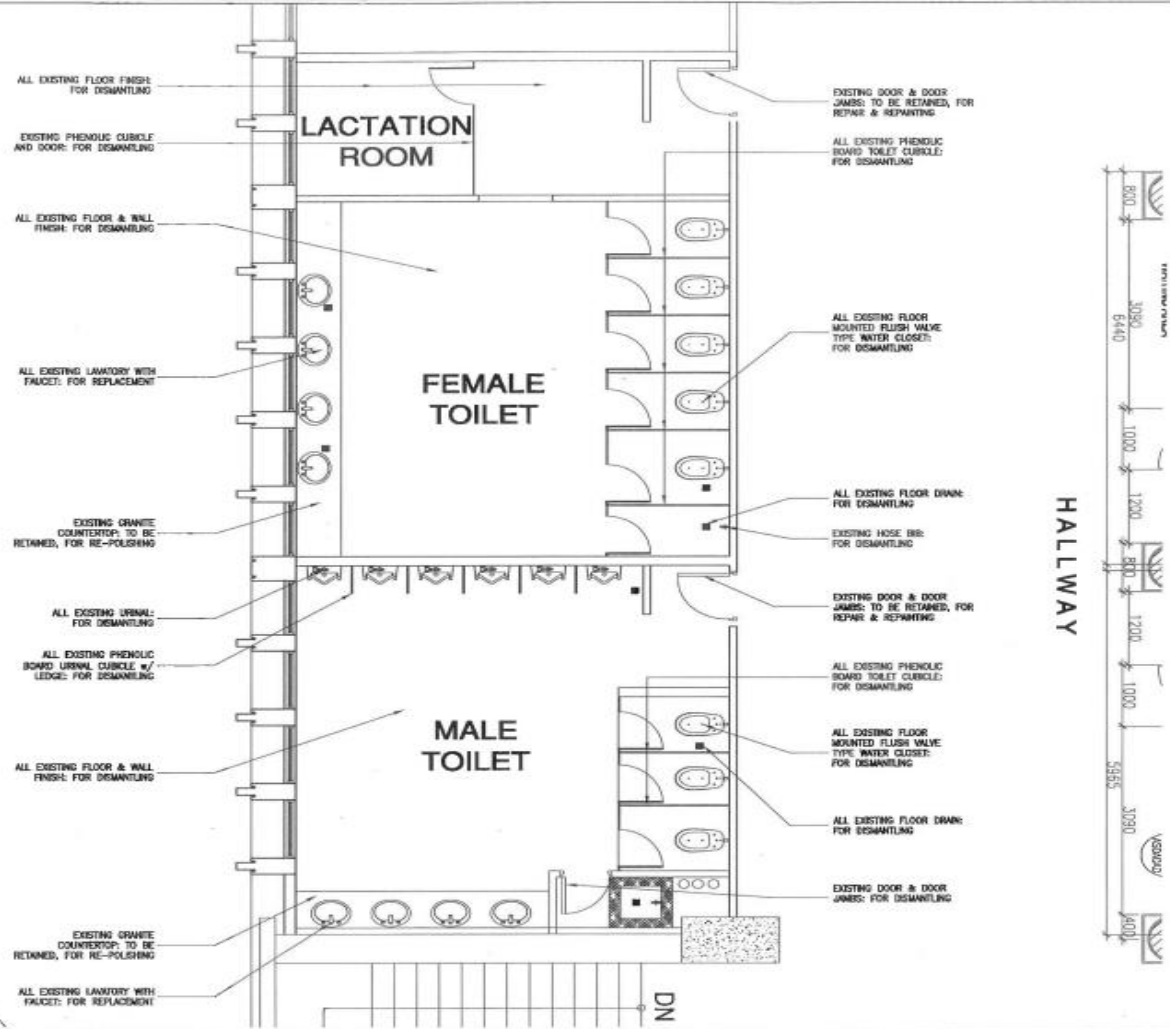 ALL EXISTING FLOOR FINISH:
FOR DISMANTLING
EXISTING PHENOLIC CUBICLE
AND DOOR: FOR DISMANTLING
ALL EXISTING FLOOR & WALL
FINISH: FOR DISMANTLING
ALL EXISTING LAVATORY WITH
FAUCET: FOR REPLACEMENT
EXISTING GRANITE
COUNTERTOP: TO BE
RETAINED, FOR RE-POLISHING
ALL EXISTING URINAL:
FOR DISMANTLING
ALL EXISTING PHENOLIC
BOARD URINAL CUBICLE w/
LEDGE: FOR DISMANTLING
ALL EXISTING FLOOR & WALL
FINISH: FOR DISMANTLING
EXISTING GRANITE
COUNTERTOP: TO BE
RETAINED, FOR RE-POLISHING
ALL EXISTING LAVATORY WITH
FAUCET: FOR REPLACEMENT
LACTATION
ROOM
FEMALE
TOILET
MALE
TOILET
DN
EXISTING DOOR & DOOR
JAMBS: TO BE RETAINED, FOR
REPAIR & REPAINTING
ALL EXISTING PHENOLIC
BOARD TOILET CUBICLE:
FOR DISMANTLING
ALL EXISTING FLOOR
MOUNTED FLUSH VALVE
TYPE WATER CLOSET:
FOR DISMANTLING
ALL EXISTING FLOOR DRAIN:
FOR DISMANTLING
EXISTING HOSE BIB:
FOR DISMANTLING
EXISTING DOOR & DOOR
JAMBS: TO BE RETAINED, FOR
REPAIR & REPAINTING
ALL EXISTING PHENOLIC
BOARD TOILET CUBICLE:
FOR DISMANTLING
ALL EXISTING FLOOR
MOUNTED FLUSH VALVE
TYPE WATER CLOSET:
FOR DISMANTLING
ALL EXISTING FLOOR DRAIN:
FOR DISMANTLING
EXISTING DOOR & DOOR
JAMBS: FOR DISMANTLING
HALLWAY
800
3090
6440
1000
1200
800
1200
1000
5965
3090
400